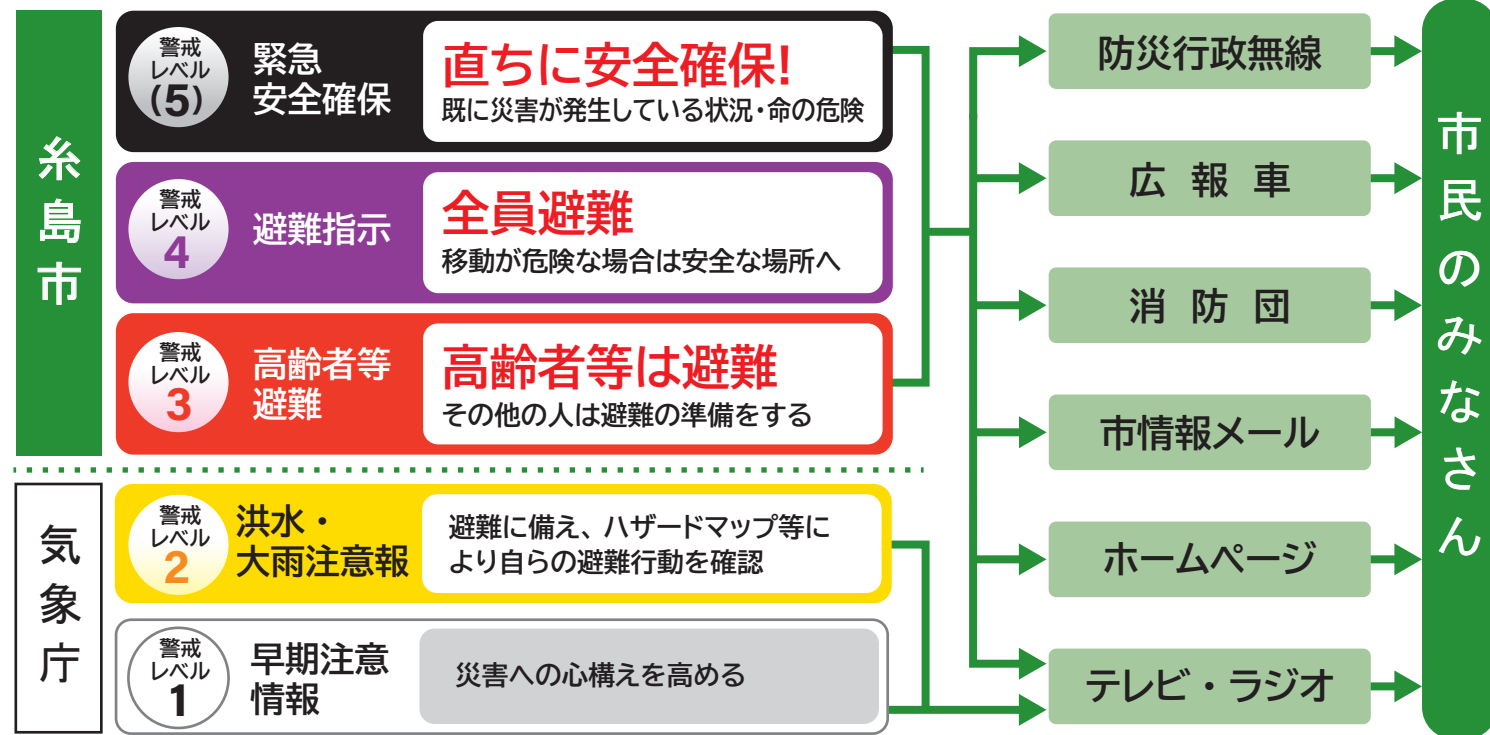 糸島市
警戒
レベル
(5)
緊急
安全確保
直ちに安全確保!
既に災害が発生している状況・命の危険
警戒
レベル
4
避難指示
全員避難
移動が危険な場合は安全な場所へ
警戒
レベル
3
高齢者等
避難
高齢者等は避難
その他の人は避難の準備をする
気象庁
警戒
レベル
2
洪水・
大雨注意報
避難に備え、ハザードマップ等に
より自らの避難行動を確認
警戒
レベル
1
早期注意
情報
災害への心構えを高める
防災行政無線
広報車
消防団
市情報メール
ホームページ
テレビ・ラジオ
市民のみなさん